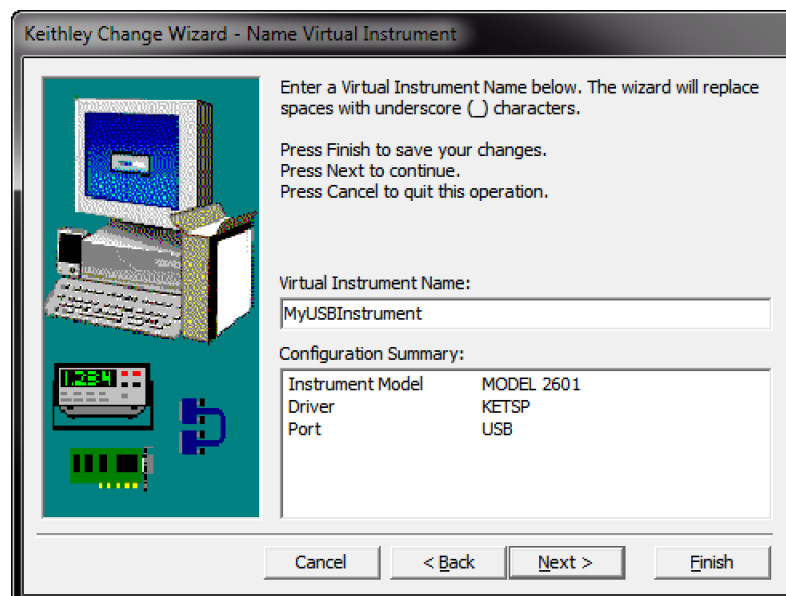 Keithley Change Wizard - Name Virtual Instrument
Enter a Virtual Instrument Name below. The wizard will replace
spaces with underscore (_) characters.
Press Finish to save your changes.
Press Next to continue.
Press Cancel to quit this operation.
Virtual Instrument Name:
MyUSBInstrument
Configuration Summary:
Instrument Model MODEL 2601
Driver KETSP
Port USB
1.234
Cancel < Back Next > Finish